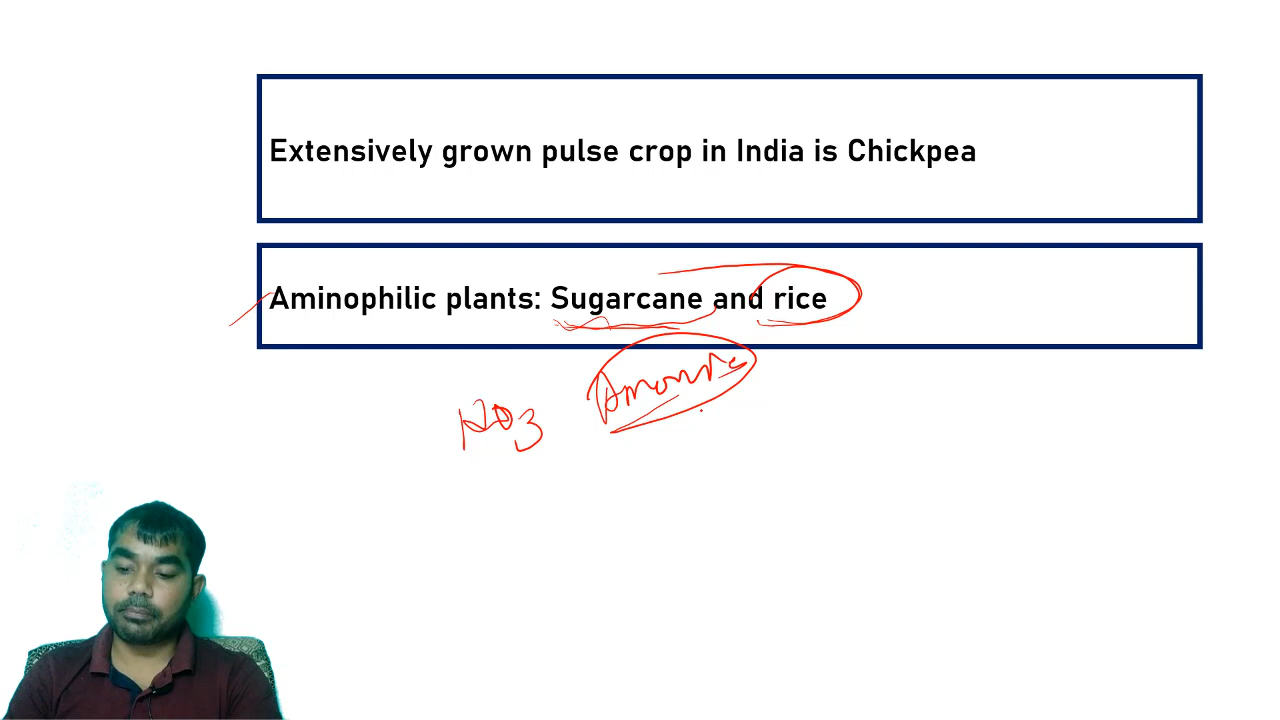 Extensively grown pulse crop in India is Chickpea
Aminophilic plants: Sugarcane and rice
NO3